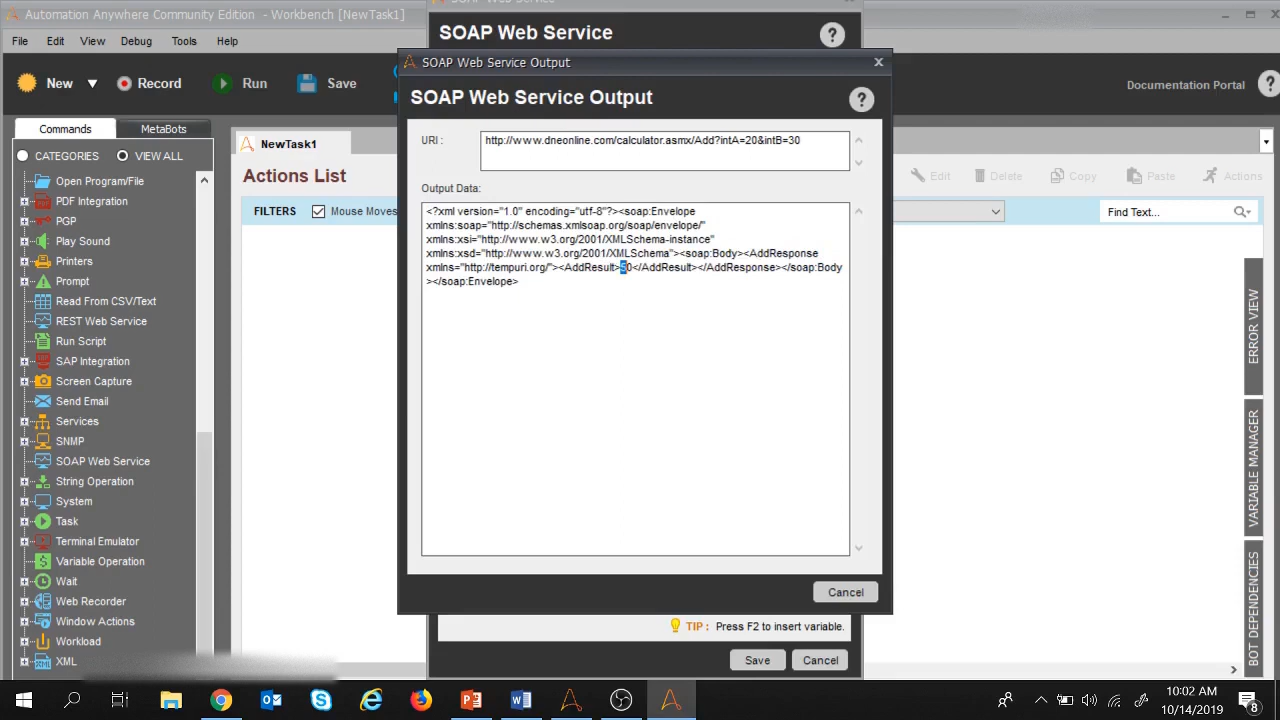 Automation Anywhere Community Edition - Workbench [NewTask1]
File Edit View Debug Tools Help
New Record Run Save
Documentation Portal
Commands MetaBots
CATEGORIES VIEW ALL
Open Program/File
PDF Integration
PGP
Play Sound
Printers
Prompt
Read From CSV/Text
REST Web Service
Run Script
SAP Integration
Screen Capture
Send Email
Services
SNMP
SOAP Web Service
String Operation
System
Task
Terminal Emulator
Variable Operation
Wait
Web Recorder
Window Actions
Workload
XML
NewTask1
Actions List
Edit Delete Copy Paste Actions
FILTERS Mouse Moves
Find Text...
SOAP Web Service
SOAP Web Service Output
SOAP Web Service Output
URI :
http://www.dneonline.com/calculator.asmx/Add?intA=20&intB=30
Output Data:
<?xml version="1.0" encoding="utf-8"?><soap:Envelope
xmlns:soap="http://schemas.xmlsoap.org/soap/envelope/"
xmlns:xsi="http://www.w3.org/2001/XMLSchema-instance"
xmlns:xsd="http://www.w3.org/2001/XMLSchema"><soap:Body><AddResponse
xmlns="http://tempuri.org/"><AddResult>50</AddResult></AddResponse></soap:Body
></soap:Envelope>
Cancel
TIP : Press F2 to insert variable.
Save Cancel
ERROR VIEW
VARIABLE MANAGER
BOT DEPENDENCIES
10:02 AM
10/14/2019
8